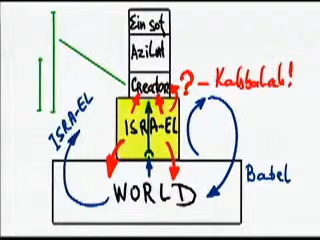 Ein Sof
Azilut
Creator
? – Kabbalah!
ISRA-EL
ISRA-EL
WORLD
Babel